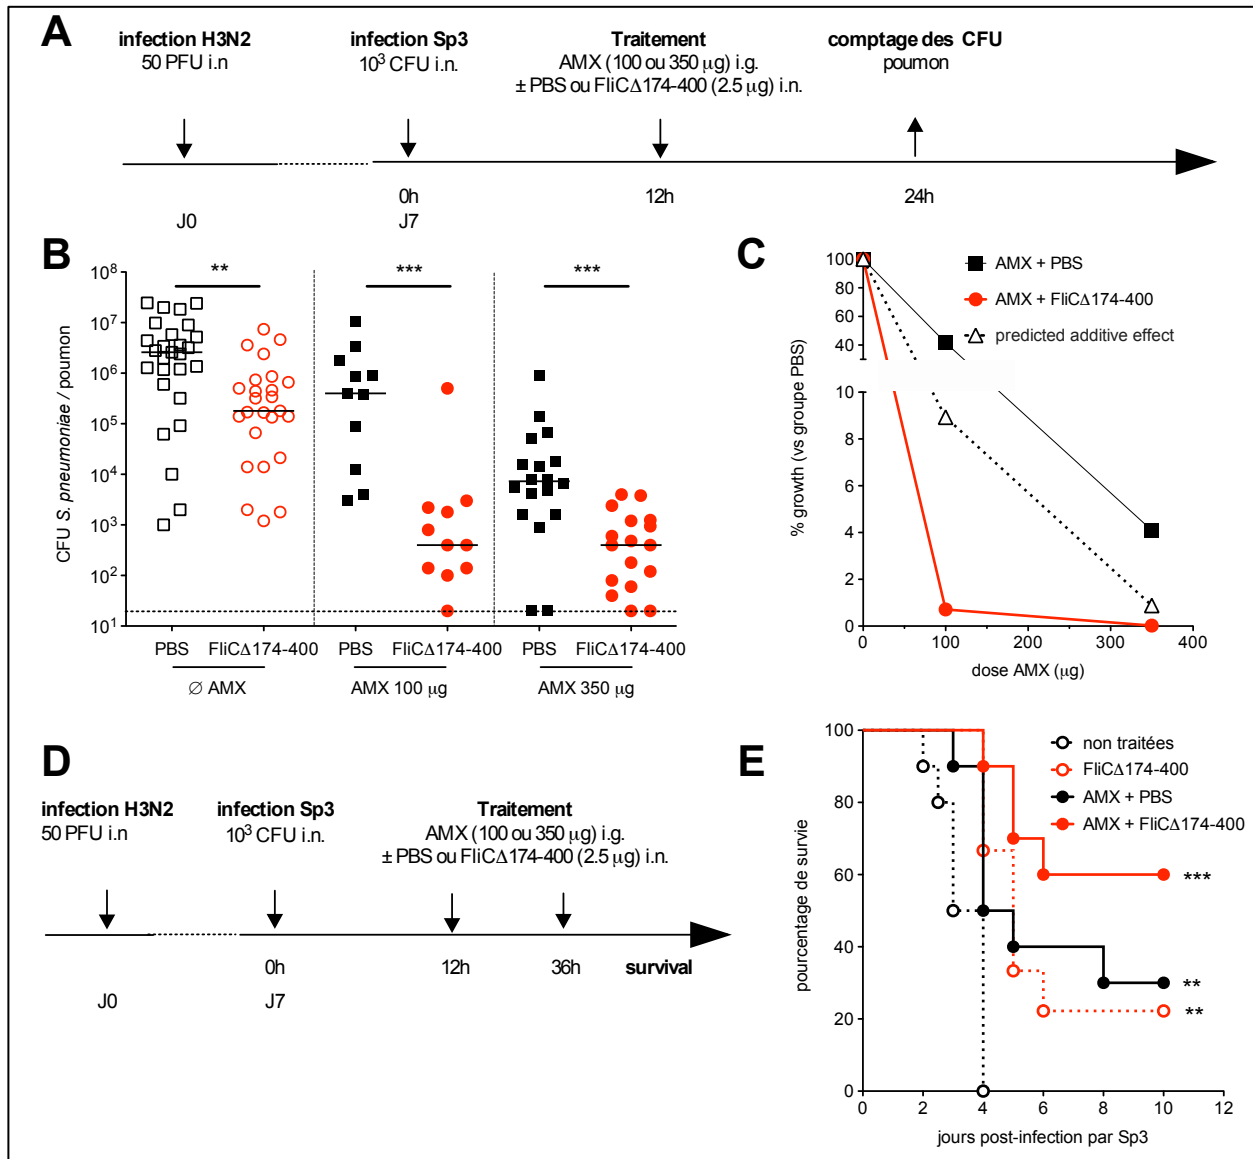 A
infection H3N2
50 PFU i.n
infection Sp3
10³ CFU i.n.
Traitement
AMX (100 ou 350 µg) i.g.
± PBS ou FliCΔ174-400 (2.5 µg) i.n.
comptage des CFU
poumon
0h
12h
24h
J0
J7
B
CFU S. pneumoniae / poumon
10⁸
10⁷
10⁶
10⁵
10⁴
10³
10²
10¹
**
***
***
PBS
FliCΔ174-400
PBS
FliCΔ174-400
PBS
FliCΔ174-400
∅ AMX
AMX 100 µg
AMX 350 µg
C
% growth (vs groupe PBS)
100
80
60
40
10
8
6
4
2
0
AMX + PBS
AMX + FliCΔ174-400
predicted additive effect
0
100
200
300
400
dose AMX (µg)
D
infection H3N2
50 PFU i.n
infection Sp3
10³ CFU i.n.
Traitement
AMX (100 ou 350 µg) i.g.
± PBS ou FliCΔ174-400 (2.5 µg) i.n.
0h
12h
36h
survival
J0
J7
E
pourcentage de survie
100
80
60
40
20
0
non traitées
FliCΔ174-400
AMX + PBS
AMX + FliCΔ174-400
***
**
**
0
2
4
6
8
10
12
jours post-infection par Sp3